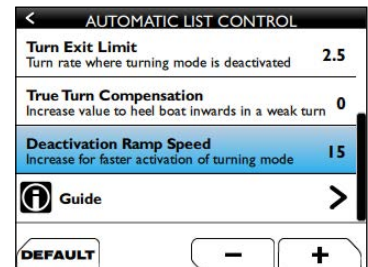 <
AUTOMATIC LIST CONTROL
Turn Exit Limit
Turn rate where turning mode is deactivated
2.5
True Turn Compensation
Increase value to heel boat inwards in a weak turn
0
Deactivation Ramp Speed
Increase for faster activation of turning mode
15
i Guide >
DEFAULT
− +